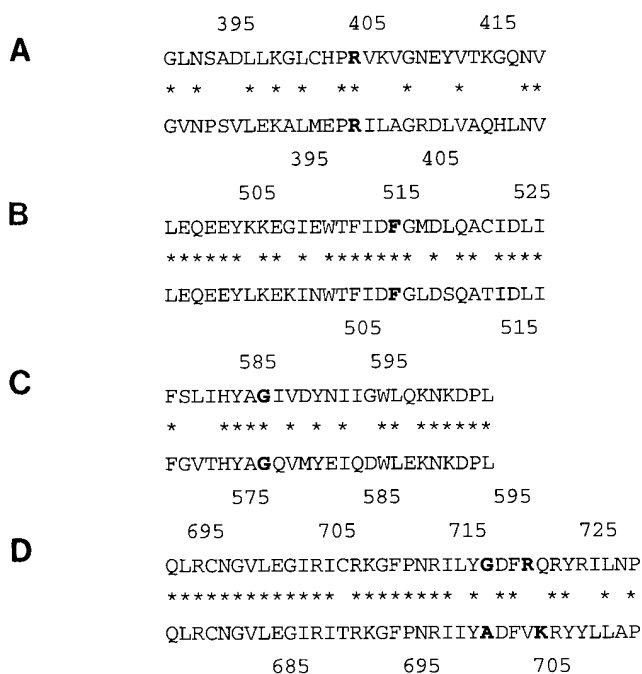 395 405 415
A
GLNSADLLKGLCHPRVKVGNEYVTKGQNV
* * * * * ** * * **
GVNPSVLEKALMEPRILAGRDLVAQHLNV
395 405
505 515 525
B
LEQEEYKKEGIEWTFIDFGMDLQACIDLI
****** ** * ******* * ** ****
LEQEEYLKEKINWTFIDFGLDSQATIDLI
505 515
585 595
C
FSLIHYAGIVDYNIIGWLQKNKDPL
* **** * * * ** ******
FGVTHYAGQVMYEIQDWLEKNKDPL
575 585 595
695 705 715 725
D
QLRCNGVLEGIRICRKGFPNRILYGDFRQRYRILNP
************* ******** * ** ** * *
QLRCNGVLEGIRITRKGFPNRIIYADFVKRYYLLAP
685 695 705